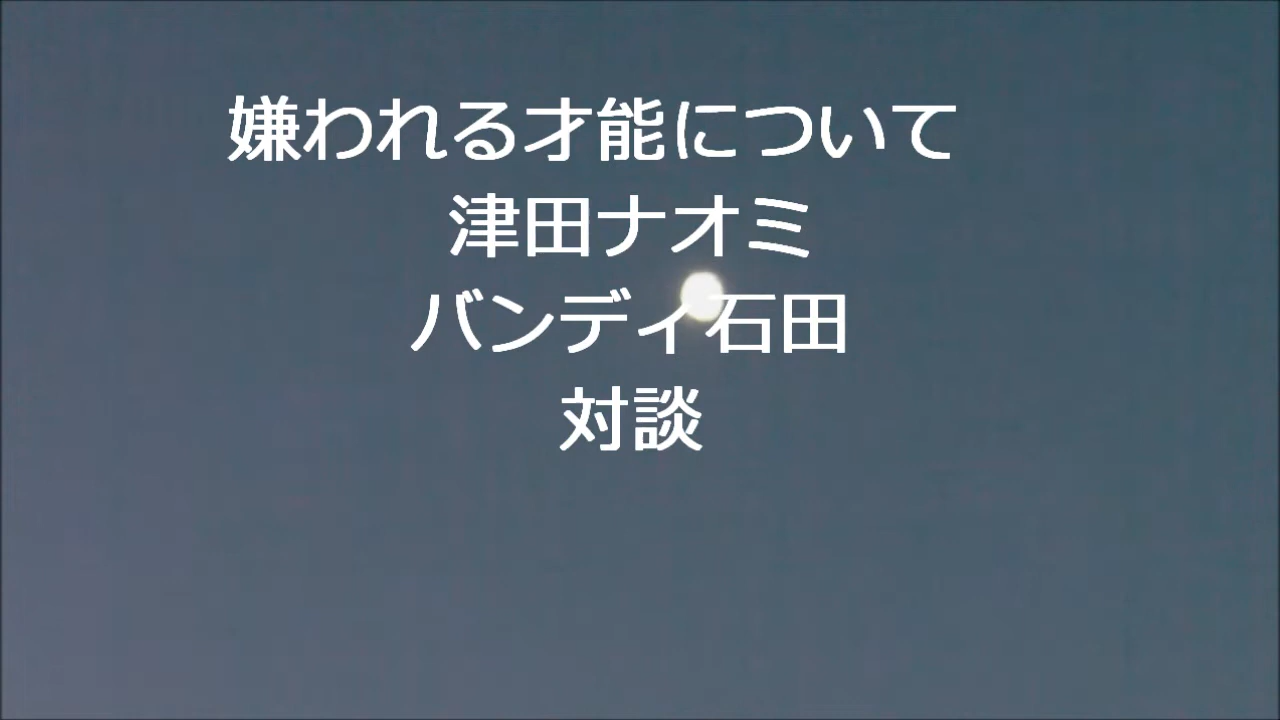 嫌われる才能について
津田ナオミ
バンディ石田
対談